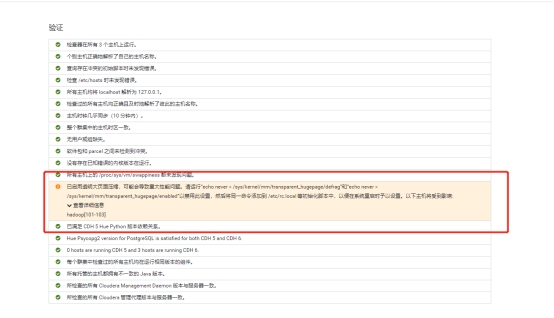 验证
检查器在所有 3 个主机上运行。
个别主机正确地解析了自己的主机名称。
查询存在冲突的初始脚本时未发现错误。
检查 /etc/hosts 时未发现错误。
所有主机均将 localhost 解析为 127.0.0.1。
检查过的所有主机均正确且及时地解析了彼此的主机名称。
主机时钟几乎同步（10 分钟内）。
整个群集中的主机时区一致。
无用户或组缺失。
软件包和 parcel 之间未检测到冲突。
没有存在已知错误的内核版本在运行。
所有主机上的 /proc/sys/vm/swappiness 都未发现问题。
已启用透明大页面压缩，可能会导致重大性能问题。请运行"echo never > /sys/kernel/mm/transparent_hugepage/defrag"和"echo never >
/sys/kernel/mm/transparent_hugepage/enabled"以禁用此设置，然后将同一命令添加到 /etc/rc.local 等初始化脚本中，以便在系统重启时予以设置。以下主机将受到影响:
查看详细信息
hadoop[101-103]
已满足 CDH 5 Hue Python 版本依赖关系。
Hue Psycopg2 version for PostgreSQL is satisfied for both CDH 5 and CDH 6.
0 hosts are running CDH 5 and 3 hosts are running CDH 6.
每个群集中检查过的所有主机均在运行相同版本的组件。
所有托管的主机都拥有不一致的 Java 版本。
所检查的所有 Cloudera Management Daemon 版本与服务器一致。
所检查的所有 Cloudera 管理代理版本与服务器一致。